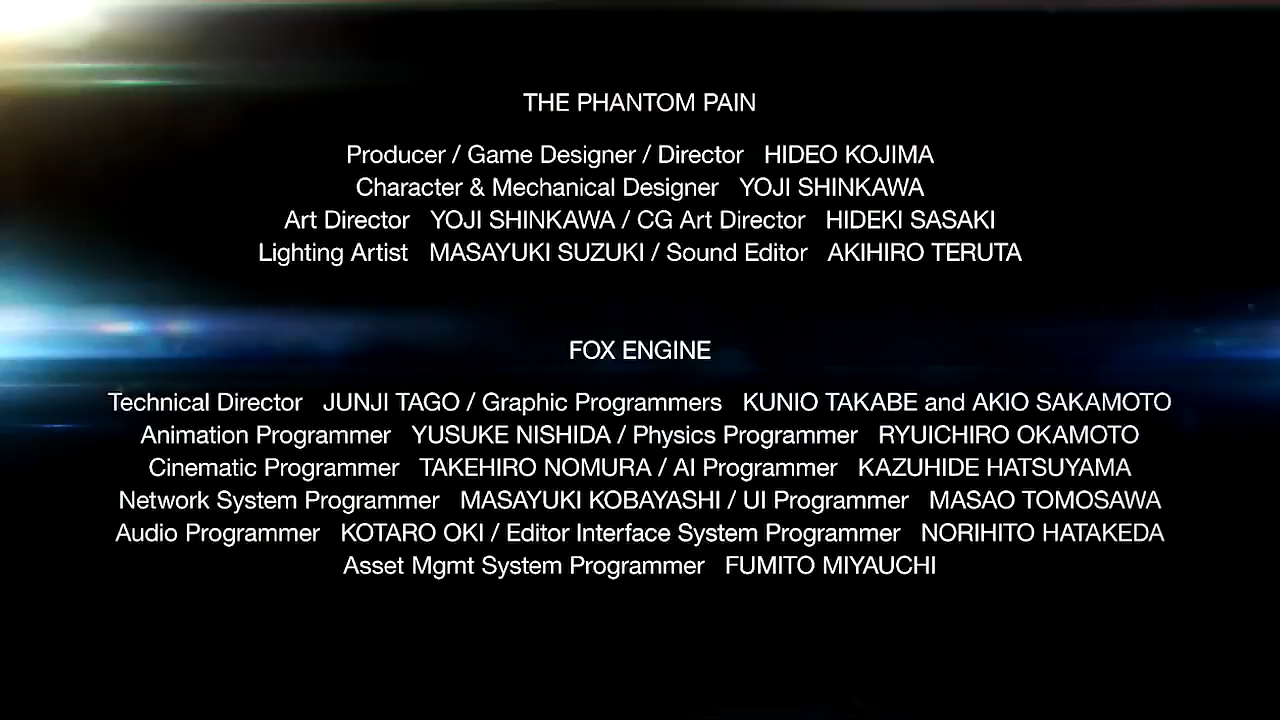 THE PHANTOM PAIN
Producer / Game Designer / Director HIDEO KOJIMA
Character & Mechanical Designer YOJI SHINKAWA
Art Director YOJI SHINKAWA / CG Art Director HIDEKI SASAKI
Lighting Artist MASAYUKI SUZUKI / Sound Editor AKIHIRO TERUTA
FOX ENGINE
Technical Director JUNJI TAGO / Graphic Programmers KUNIO TAKABE and AKIO SAKAMOTO
Animation Programmer YUSUKE NISHIDA / Physics Programmer RYUICHIRO OKAMOTO
Cinematic Programmer TAKEHIRO NOMURA / AI Programmer KAZUHIDE HATSUYAMA
Network System Programmer MASAYUKI KOBAYASHI / UI Programmer MASAO TOMOSAWA
Audio Programmer KOTARO OKI / Editor Interface System Programmer NORIHITO HATAKEDA
Asset Mgmt System Programmer FUMITO MIYAUCHI